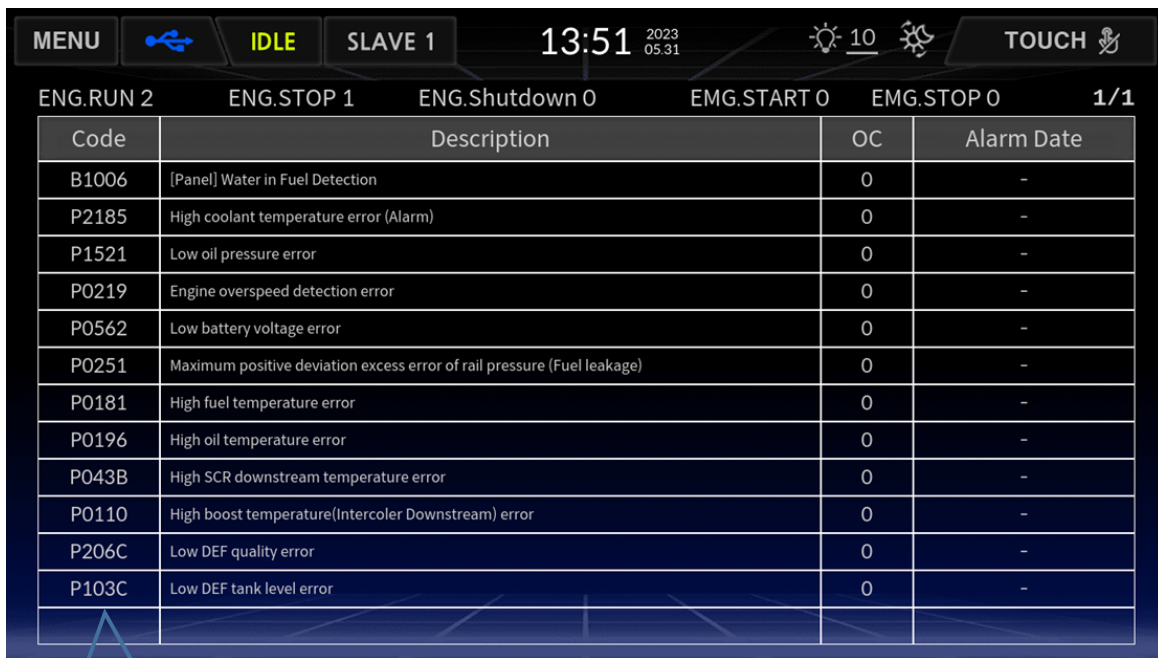 MENU IDLE SLAVE 1 13:51 2023 05.31 10 TOUCH
ENG.RUN 2 ENG.STOP 1 ENG.Shutdown 0 EMG.START 0 EMG.STOP 0 1/1
Code Description OC Alarm Date
B1006 [Panel] Water in Fuel Detection 0 -
P2185 High coolant temperature error (Alarm) 0 -
P1521 Low oil pressure error 0 -
P0219 Engine overspeed detection error 0 -
P0562 Low battery voltage error 0 -
P0251 Maximum positive deviation excess error of rail pressure (Fuel leakage) 0 -
P0181 High fuel temperature error 0 -
P0196 High oil temperature error 0 -
P043B High SCR downstream temperature error 0 -
P0110 High boost temperature(Intercoler Downstream) error 0 -
P206C Low DEF quality error 0 -
P103C Low DEF tank level error 0 -